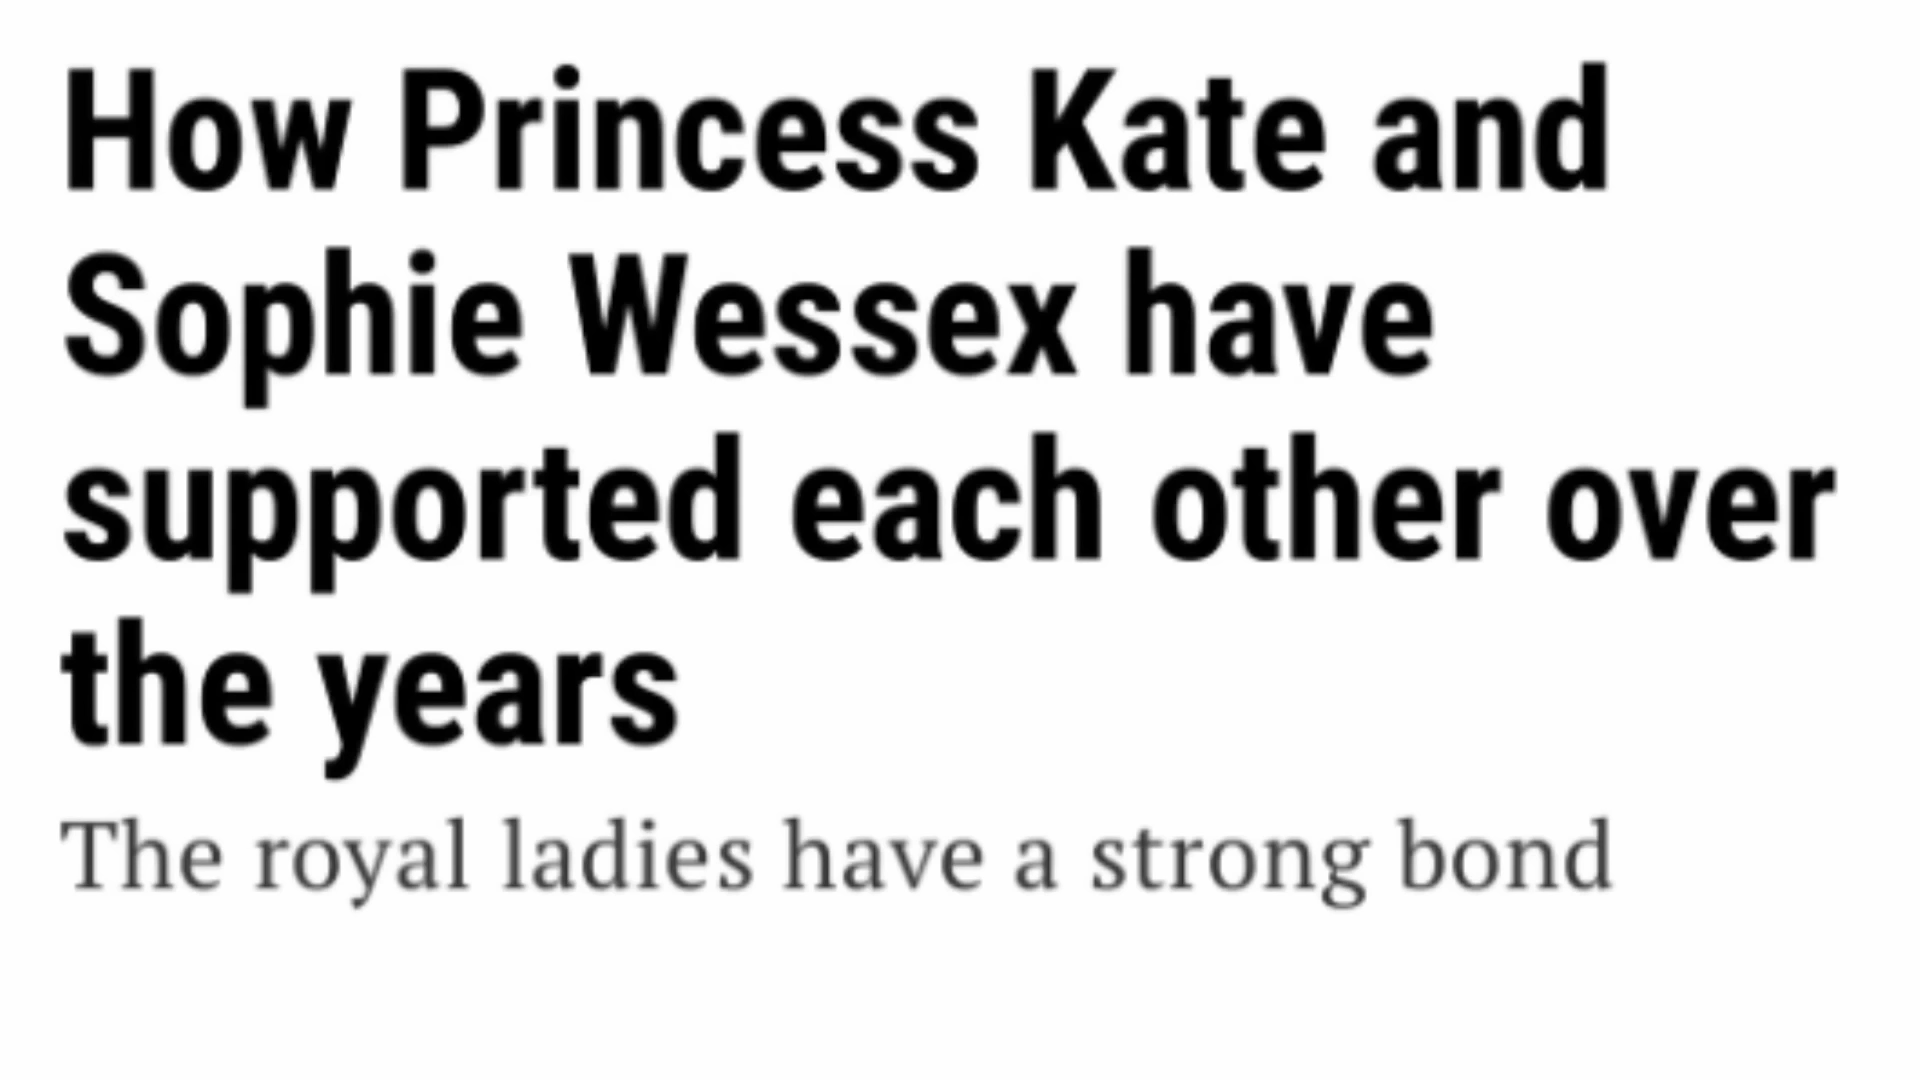 How Princess Kate and
Sophie Wessex have
supported each other over
the years
The royal ladies have a strong bond